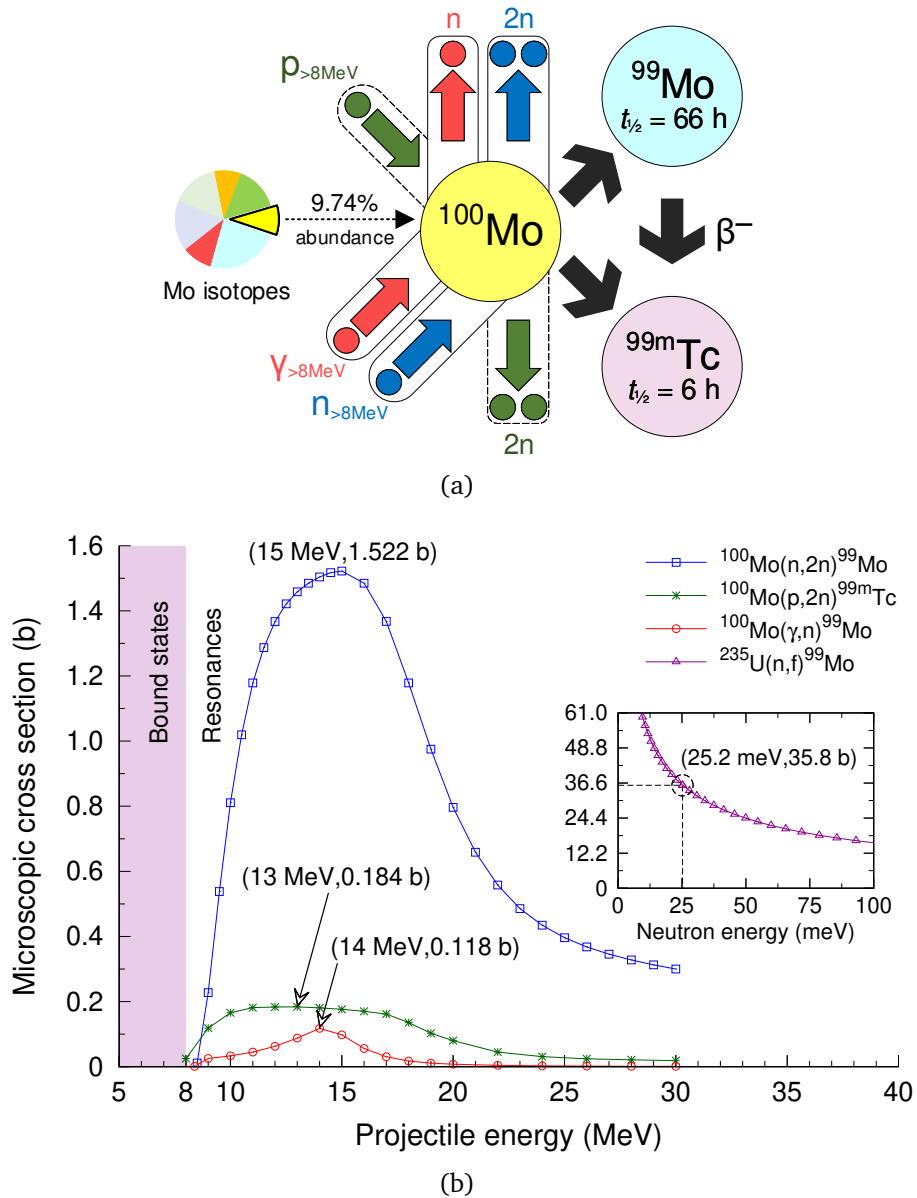 n
2n
p>8MeV
99Mo
t½ = 66 h
9.74%
abundance
100Mo
β−
Mo isotopes
γ>8MeV
n>8MeV
99mTc
t½ = 6 h
2n
(a)
(15 MeV,1.522 b)
100Mo(n,2n)99Mo
100Mo(p,2n)99mTc
100Mo(γ,n)99Mo
235U(n,f)99Mo
Microscopic cross section (b)
1.6
1.4
1.2
1.0
0.8
0.6
0.4
0.2
0
Bound states
Resonances
61.0
48.8
36.6
24.4
12.2
0
(25.2 meV,35.8 b)
0
25
50
75
100
Neutron energy (meV)
(13 MeV,0.184 b)
(14 MeV,0.118 b)
5
8
10
15
20
25
30
35
40
Projectile energy (MeV)
(b)